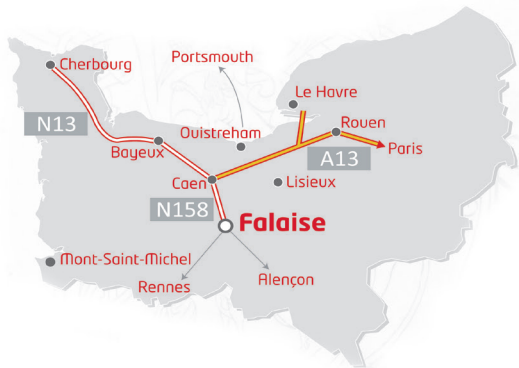 Portsmouth
Cherbourg
Le Havre
N13
Rouen
Ouistreham
Bayeux
Paris
A13
Caen
Lisieux
N158
Falaise
Mont-Saint-Michel
Rennes
Alençon